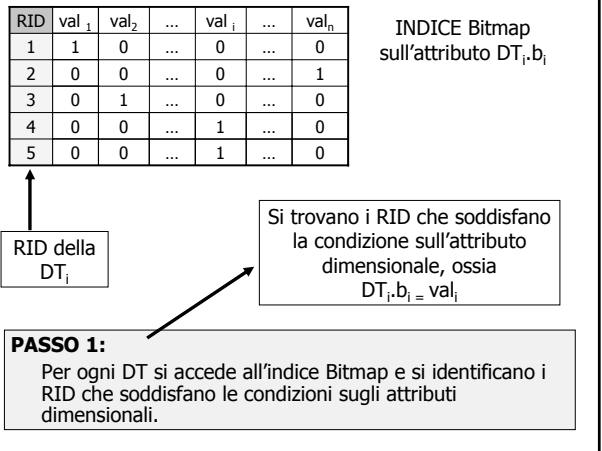 RID val 1 val2 ... val i ... valn
1 1 0 ... 0 ... 0
2 0 0 ... 0 ... 1
3 0 1 ... 0 ... 0
4 0 0 ... 1 ... 0
5 0 0 ... 1 ... 0
INDICE Bitmap
sull'attributo DTi.bi
RID della
DTi
Si trovano i RID che soddisfano
la condizione sull'attributo
dimensionale, ossia
DTi.bi = vali
PASSO 1:
Per ogni DT si accede all'indice Bitmap e si identificano i
RID che soddisfano le condizioni sugli attributi
dimensionali.